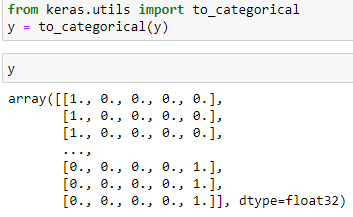 from keras.utils import to_categorical
y = to_categorical(y)
y
array([[1., 0., 0., 0., 0.],
[1., 0., 0., 0., 0.],
[1., 0., 0., 0., 0.],
...,
[0., 0., 0., 0., 1.],
[0., 0., 0., 0., 1.],
[0., 0., 0., 0., 1.]], dtype=float32)